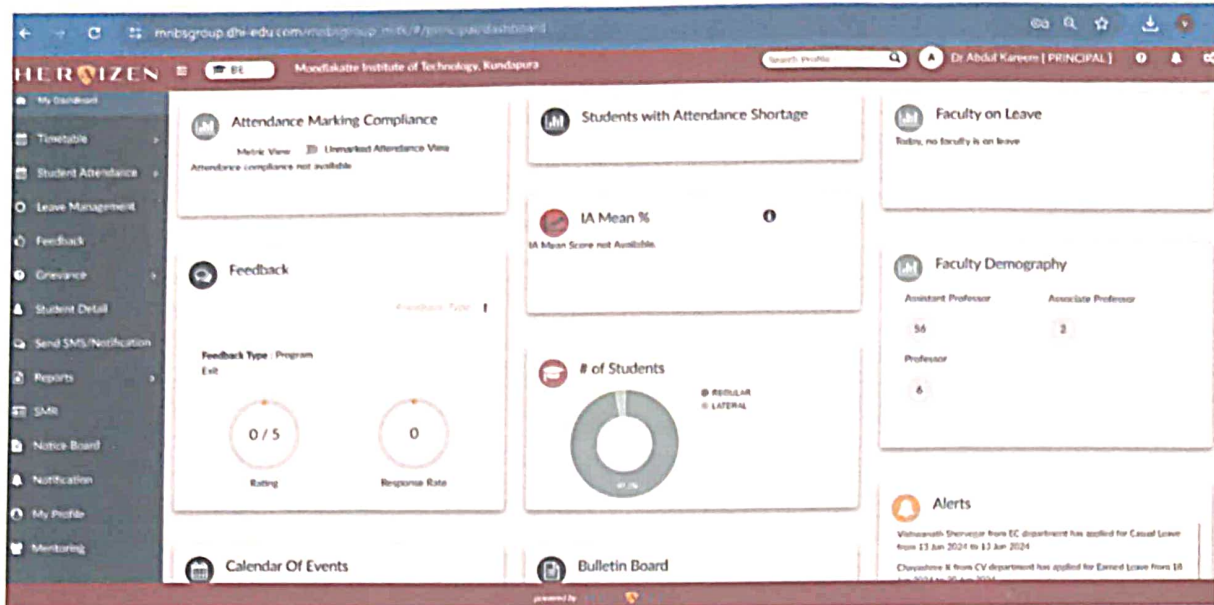 mnbsgroup.dhi-edu.com/mnbsgroup_mitk/#/principal/dashboard
HERIZEN
BE
Moodlakatte Institute of Technology, Kundapura
Search Profile
A
Dr Abdul Kareem [ PRINCIPAL ]
My Dashboard
Timetable
Student Attendance
Leave Management
Feedback
Grievance
Student Detail
Send SMS/Notification
Reports
SMR
Notice Board
Notification
My Profile
Mentoring
Attendance Marking Compliance
Metric View
Unmarked Attendance View
Attendance compliance not available
Students with Attendance Shortage
Faculty on Leave
Today, no faculty is on leave
IA Mean %
IA Mean Score not Available.
Feedback
Feedback Type
Feedback Type : Program
Exit
0 / 5
0
Rating
Response Rate
# of Students
REGULAR
LATERAL
Faculty Demography
Assistant Professor
Associate Professor
56
2
Professor
6
Alerts
Vishwanath Shervegar from EC department has applied for Casual Leave
from 13 Jun 2024 to 13 Jun 2024
from CV department has applied for Earned Leave from 18
Calendar Of Events
Bulletin Board
powered by